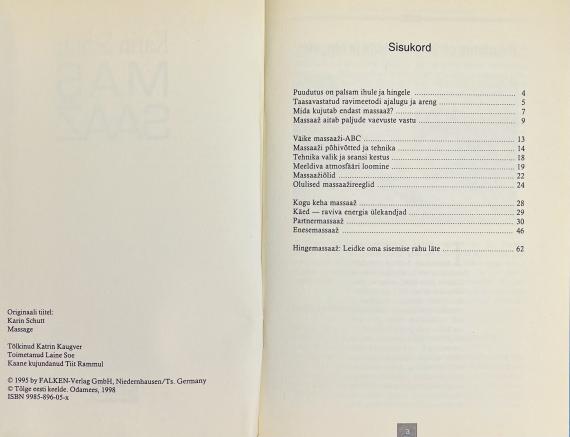 Originaali tiitel:
Karin Schutt
Massage
Tõlkinud Katrin Kaugver
Toimetanud Laine Soe
Kaane kujundanud Tiit Rammul
© 1995 by FALKEN-Verlag GmbH, Niedernhausen/Ts. Germany
© Tõlge eesti keelde. Odamees, 1998
ISBN 9985-896-05-x
Sisukord
Puudutus on palsam ihule ja hingele 4
Taasavastatud ravimeetodi ajalugu ja areng 5
Mida kujutab endast massaaž? 7
Massaaž aitab paljude vaevuste vastu 9
Väike massaaži-ABC 13
Massaaži põhivõtted ja tehnika 14
Tehnika valik ja seansi kestus 18
Meeldiva atmosfääri loomine 19
Massaažiõlid 22
Olulised massaažireeglid 24
Kogu keha massaaž 28
Käed — raviva energia ülekandjad 29
Partnermassaaž 30
Enesemassaaž 46
Hingemassaaž: Leidke oma sisemise rahu läte 62
3